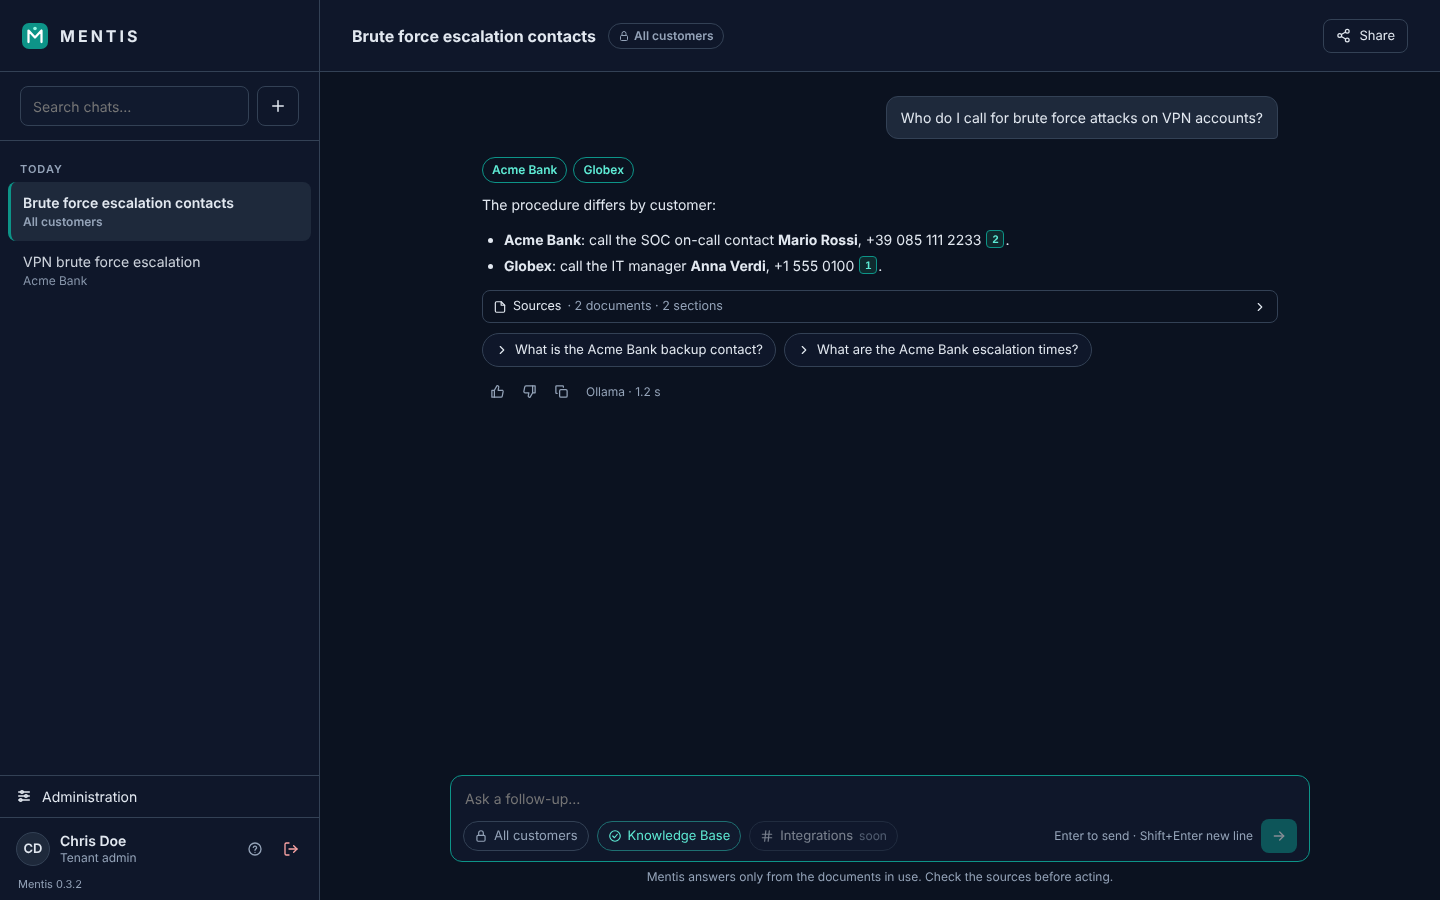 MENTIS
Search chats...
TODAY
Brute force escalation contacts
All customers
VPN brute force escalation
Acme Bank
Administration
CD
Chris Doe
Tenant admin
Mentis 0.3.2
Brute force escalation contacts
All customers
Share
Who do I call for brute force attacks on VPN accounts?
Acme Bank
Globex
The procedure differs by customer:
• Acme Bank: call the SOC on-call contact Mario Rossi, +39 085 111 2233 2.
• Globex: call the IT manager Anna Verdi, +1 555 0100 1.
Sources · 2 documents · 2 sections
What is the Acme Bank backup contact?
What are the Acme Bank escalation times?
Ollama · 1.2 s
Ask a follow-up...
All customers
Knowledge Base
Integrations soon
Enter to send · Shift+Enter new line
Mentis answers only from the documents in use. Check the sources before acting.